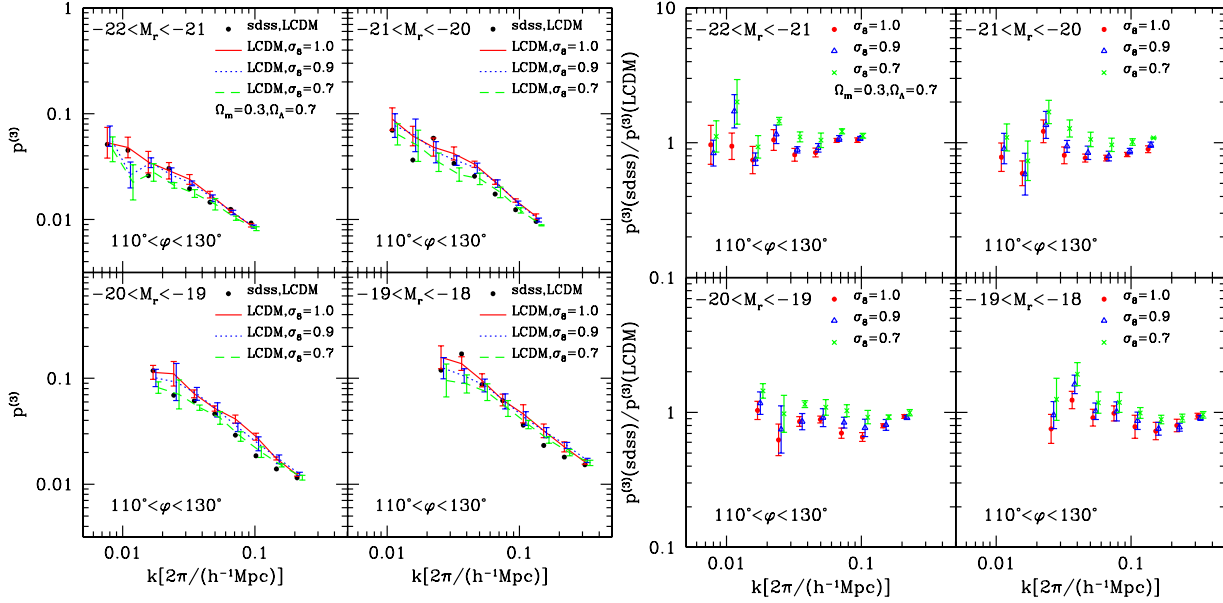 −22<M_r<−21
sdss,LCDM
LCDM,σ_8=1.0
LCDM,σ_8=0.9
LCDM,σ_8=0.7
Ω_m=0.3,Ω_Λ=0.7
110°<φ<130°
1
0.1
0.01
p^(3)
−21<M_r<−20
sdss,LCDM
LCDM,σ_8=1.0
LCDM,σ_8=0.9
LCDM,σ_8=0.7
110°<φ<130°
−20<M_r<−19
sdss,LCDM
LCDM,σ_8=1.0
LCDM,σ_8=0.9
LCDM,σ_8=0.7
110°<φ<130°
0.1
0.01
p^(3)
0.01
0.1
k[2π/(h^−1Mpc)]
−19<M_r<−18
sdss,LCDM
LCDM,σ_8=1.0
LCDM,σ_8=0.9
LCDM,σ_8=0.7
110°<φ<130°
0.01
0.1
k[2π/(h^−1Mpc)]
−22<M_r<−21
σ_8=1.0
σ_8=0.9
σ_8=0.7
Ω_m=0.3,Ω_Λ=0.7
110°<φ<130°
10
1
0.1
p^(3)(sdss)/p^(3)(LCDM)
−21<M_r<−20
σ_8=1.0
σ_8=0.9
σ_8=0.7
110°<φ<130°
−20<M_r<−19
σ_8=1.0
σ_8=0.9
σ_8=0.7
110°<φ<130°
1
0.1
p^(3)(sdss)/p^(3)(LCDM)
0.01
0.1
k[2π/(h^−1Mpc)]
−19<M_r<−18
σ_8=1.0
σ_8=0.9
σ_8=0.7
110°<φ<130°
0.01
0.1
k[2π/(h^−1Mpc)]